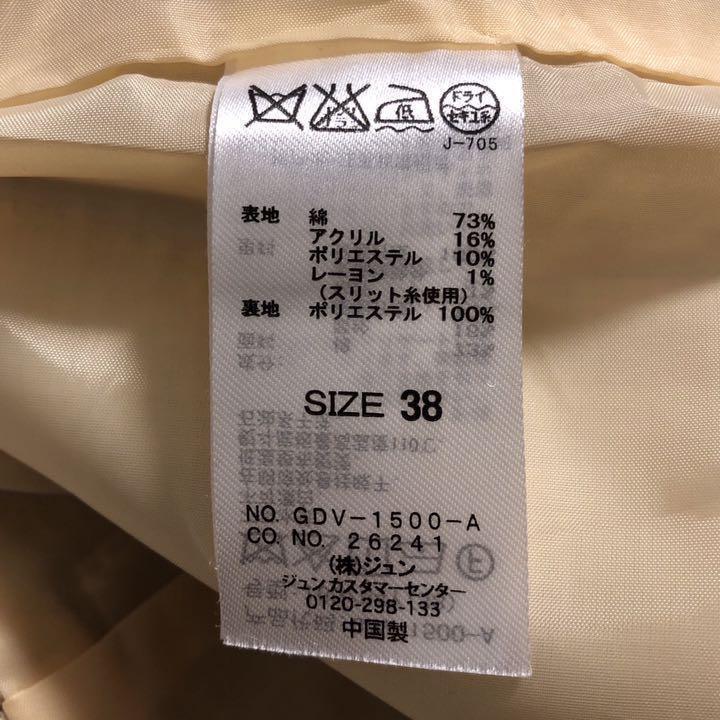 低
ドライ
セキユ系
J-705
表地 綿 73%
アクリル 16%
ポリエステル 10%
レーヨン 1%
(スリット糸使用)
裏地 ポリエステル 100%
SIZE 38
NO. GDV-1500-A
CO. NO. 26241
(株)ジュン
ジュンカスタマーセンター
0120-298-133
中国製